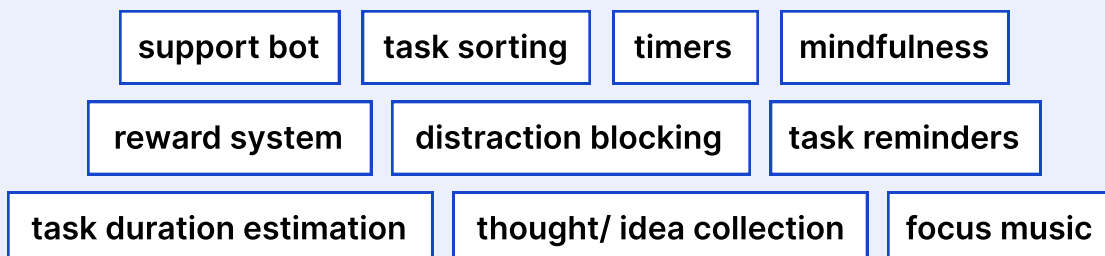 support bot task sorting timers mindfulness
reward system distraction blocking task reminders
task duration estimation thought/ idea collection focus music